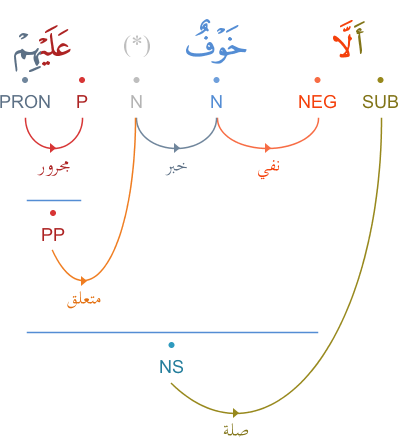 أَلَّا خَوْفٌ (*) عَلَيْهِمْ
SUB NEG N N P PRON
نفي خبر مجرور
PP
متعلق
NS
صلة